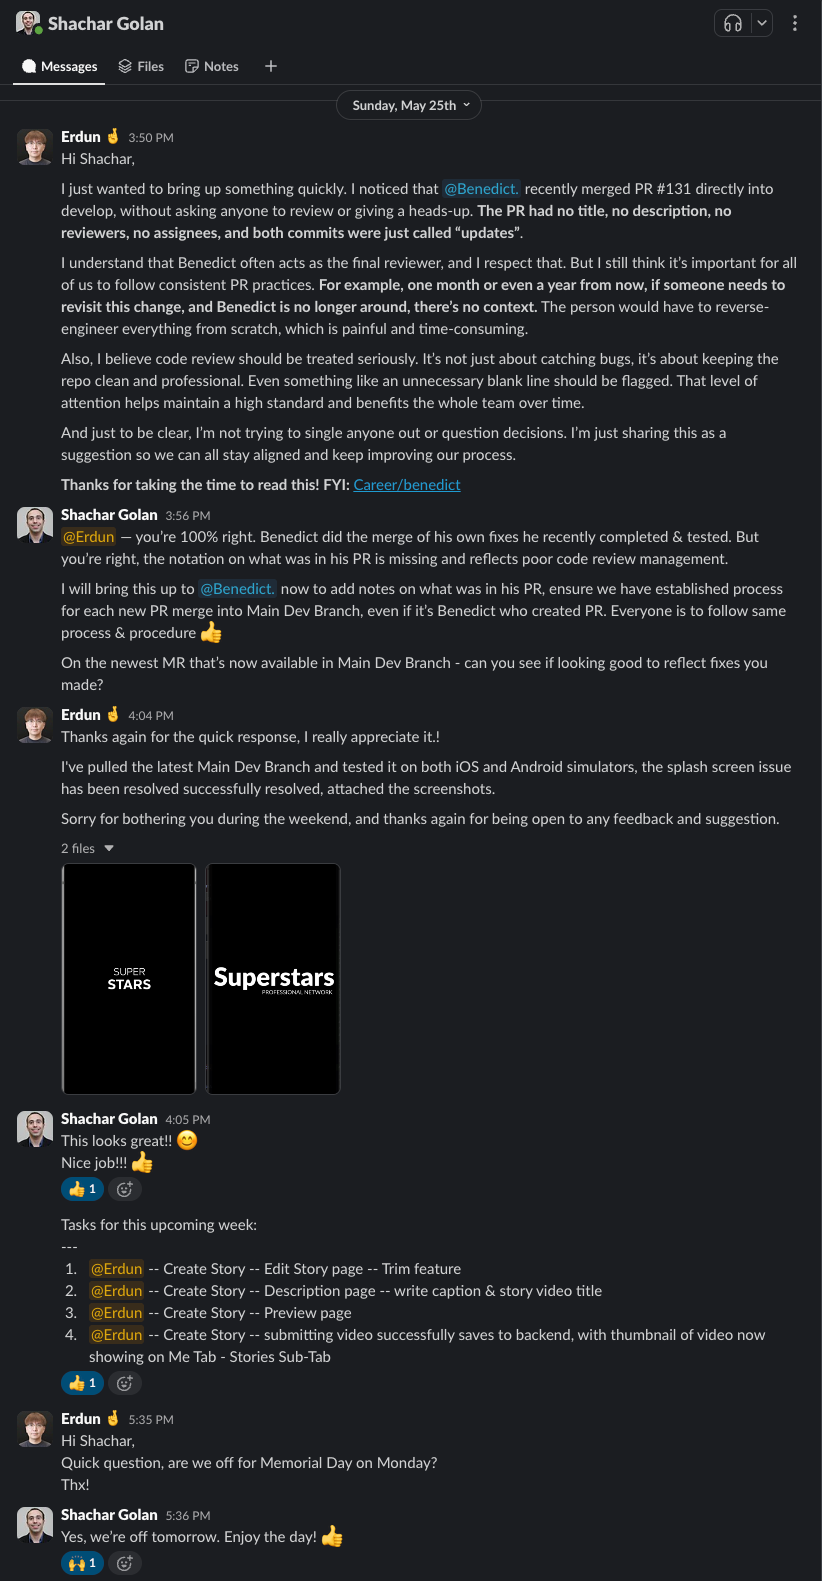 Shachar Golan
Messages
Files
Notes
Sunday, May 25th
Erdun 🤞 3:50 PM
Hi Shachar,
I just wanted to bring up something quickly. I noticed that @Benedict. recently merged PR #131 directly into
develop, without asking anyone to review or giving a heads-up. The PR had no title, no description, no
reviewers, no assignees, and both commits were just called “updates”.
I understand that Benedict often acts as the final reviewer, and I respect that. But I still think it’s important for all
of us to follow consistent PR practices. For example, one month or even a year from now, if someone needs to
revisit this change, and Benedict is no longer around, there’s no context. The person would have to reverse-
engineer everything from scratch, which is painful and time-consuming.
Also, I believe code review should be treated seriously. It’s not just about catching bugs, it’s about keeping the
repo clean and professional. Even something like an unnecessary blank line should be flagged. That level of
attention helps maintain a high standard and benefits the whole team over time.
And just to be clear, I’m not trying to single anyone out or question decisions. I’m just sharing this as a
suggestion so we can all stay aligned and keep improving our process.
Thanks for taking the time to read this! FYI: Career/benedict
Shachar Golan 3:56 PM
@Erdun — you’re 100% right. Benedict did the merge of his own fixes he recently completed & tested. But
you’re right, the notation on what was in his PR is missing and reflects poor code review management.
I will bring this up to @Benedict. now to add notes on what was in his PR, ensure we have established process
for each new PR merge into Main Dev Branch, even if it’s Benedict who created PR. Everyone is to follow same
process & procedure 👍
On the newest MR that’s now available in Main Dev Branch - can you see if looking good to reflect fixes you
made?
Erdun 🤞 4:04 PM
Thanks again for the quick response, I really appreciate it.!
I've pulled the latest Main Dev Branch and tested it on both iOS and Android simulators, the splash screen issue
has been resolved successfully resolved, attached the screenshots.
Sorry for bothering you during the weekend, and thanks again for being open to any feedback and suggestion.
2 files
SUPER
STARS
Superstars
PROFESSIONAL NETWORK
Shachar Golan 4:05 PM
This looks great!! 😊
Nice job!!! 👍
👍 1
Tasks for this upcoming week:
---
1. @Erdun -- Create Story -- Edit Story page -- Trim feature
2. @Erdun -- Create Story -- Description page -- write caption & story video title
3. @Erdun -- Create Story -- Preview page
4. @Erdun -- Create Story -- submitting video successfully saves to backend, with thumbnail of video now
showing on Me Tab - Stories Sub-Tab
👍 1
Erdun 🤞 5:35 PM
Hi Shachar,
Quick question, are we off for Memorial Day on Monday?
Thx!
Shachar Golan 5:36 PM
Yes, we’re off tomorrow. Enjoy the day! 👍
🙌 1